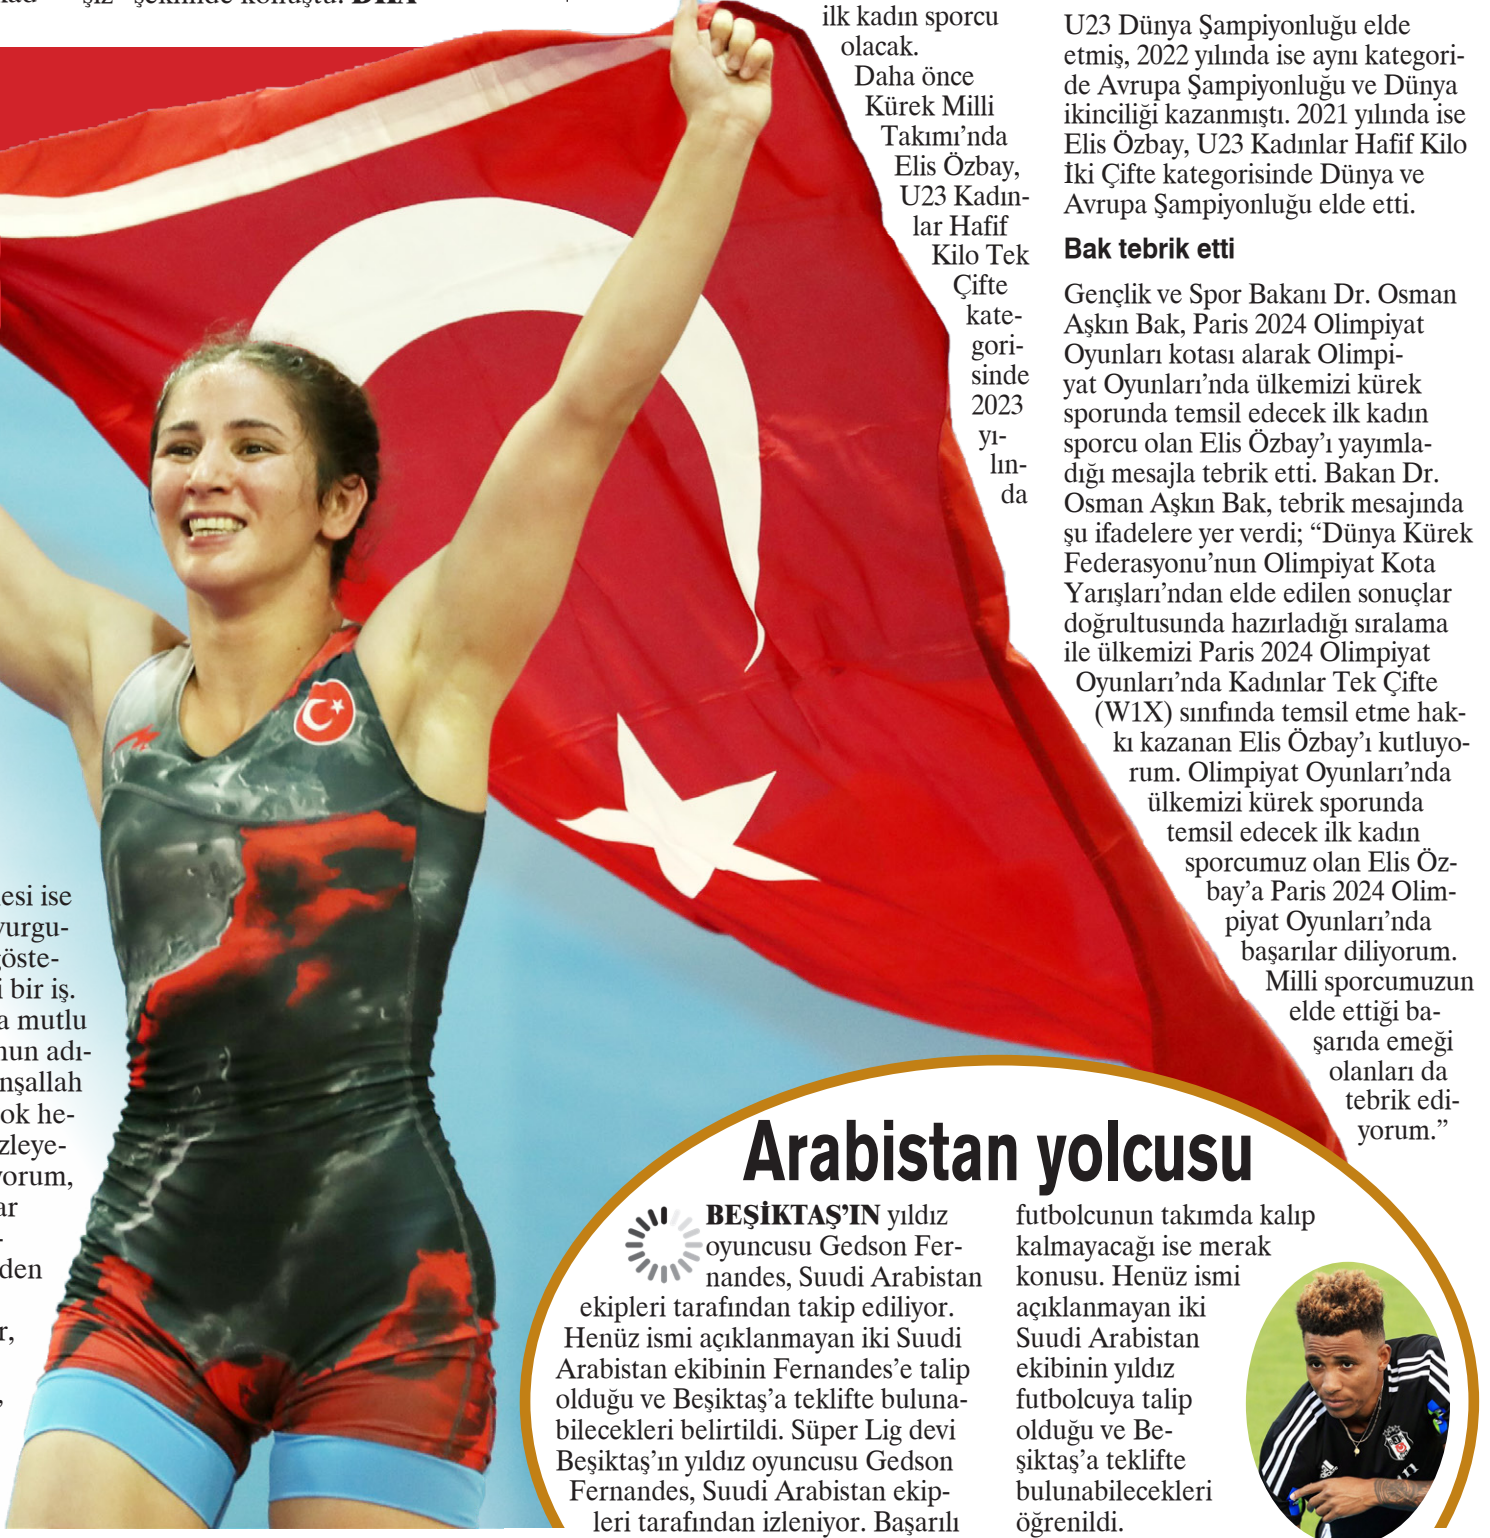 şiz" şeklinde konuştu. DHA
esi ise
yurgu-
göste-
i bir iş.
a mutlu
nun adı-
nşallah
ok he-
zleye-
yorum,
ar
-
den
r,
,
ilk kadın sporcu
olacak.
Daha önce
Kürek Milli
Takımı’nda
Elis Özbay,
U23 Kadın-
lar Hafif
Kilo Tek
Çifte
kate-
gori-
sinde
2023
yı-
lın-
da
U23 Dünya Şampiyonluğu elde
etmiş, 2022 yılında ise aynı kategori-
de Avrupa Şampiyonluğu ve Dünya
ikinciliği kazanmıştı. 2021 yılında ise
Elis Özbay, U23 Kadınlar Hafif Kilo
İki Çifte kategorisinde Dünya ve
Avrupa Şampiyonluğu elde etti.
Bak tebrik etti
Gençlik ve Spor Bakanı Dr. Osman
Aşkın Bak, Paris 2024 Olimpiyat
Oyunları kotası alarak Olimpi-
yat Oyunları’nda ülkemizi kürek
sporunda temsil edecek ilk kadın
sporcu olan Elis Özbay’ı yayımla-
dığı mesajla tebrik etti. Bakan Dr.
Osman Aşkın Bak, tebrik mesajında
şu ifadelere yer verdi; “Dünya Kürek
Federasyonu’nun Olimpiyat Kota
Yarışları’ndan elde edilen sonuçlar
doğrultusunda hazırladığı sıralama
ile ülkemizi Paris 2024 Olimpiyat
Oyunları’nda Kadınlar Tek Çifte
(W1X) sınıfında temsil etme hak-
kı kazanan Elis Özbay’ı kutluyo-
rum. Olimpiyat Oyunları’nda
ülkemizi kürek sporunda
temsil edecek ilk kadın
sporcumuz olan Elis Öz-
bay’a Paris 2024 Olim-
piyat Oyunları’nda
başarılar diliyorum.
Milli sporcumuzun
elde ettiği ba-
şarıda emeği
olanları da
tebrik edi-
yorum.”
Arabistan yolcusu
BEŞİKTAŞ’IN yıldız
oyuncusu Gedson Fer-
nandes, Suudi Arabistan
ekipleri tarafından takip ediliyor.
Henüz ismi açıklanmayan iki Suudi
Arabistan ekibinin Fernandes’e talip
olduğu ve Beşiktaş’a teklifte buluna-
bilecekleri belirtildi. Süper Lig devi
Beşiktaş’ın yıldız oyuncusu Gedson
Fernandes, Suudi Arabistan ekip-
leri tarafından izleniyor. Başarılı
futbolcunun takımda kalıp
kalmayacağı ise merak
konusu. Henüz ismi
açıklanmayan iki
Suudi Arabistan
ekibinin yıldız
futbolcuya talip
olduğu ve Be-
şiktaş’a teklifte
bulunabilecekleri
öğrenildi.